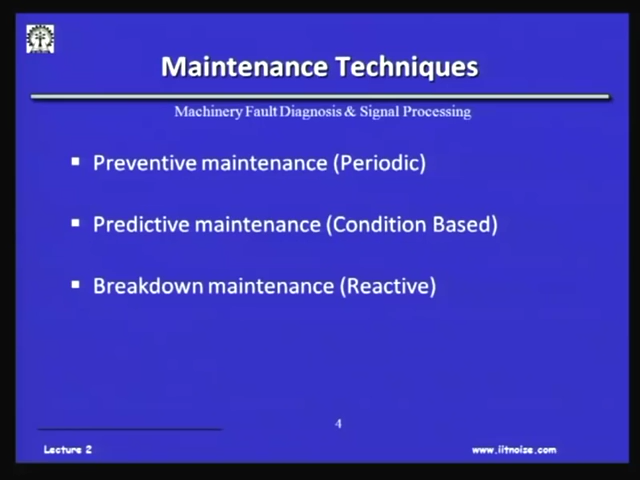 Maintenance Techniques
Machinery Fault Diagnosis & Signal Processing
▪ Preventive maintenance (Periodic)
▪ Predictive maintenance (Condition Based)
▪ Breakdown maintenance (Reactive)
4
Lecture 2
www.iitnoise.com